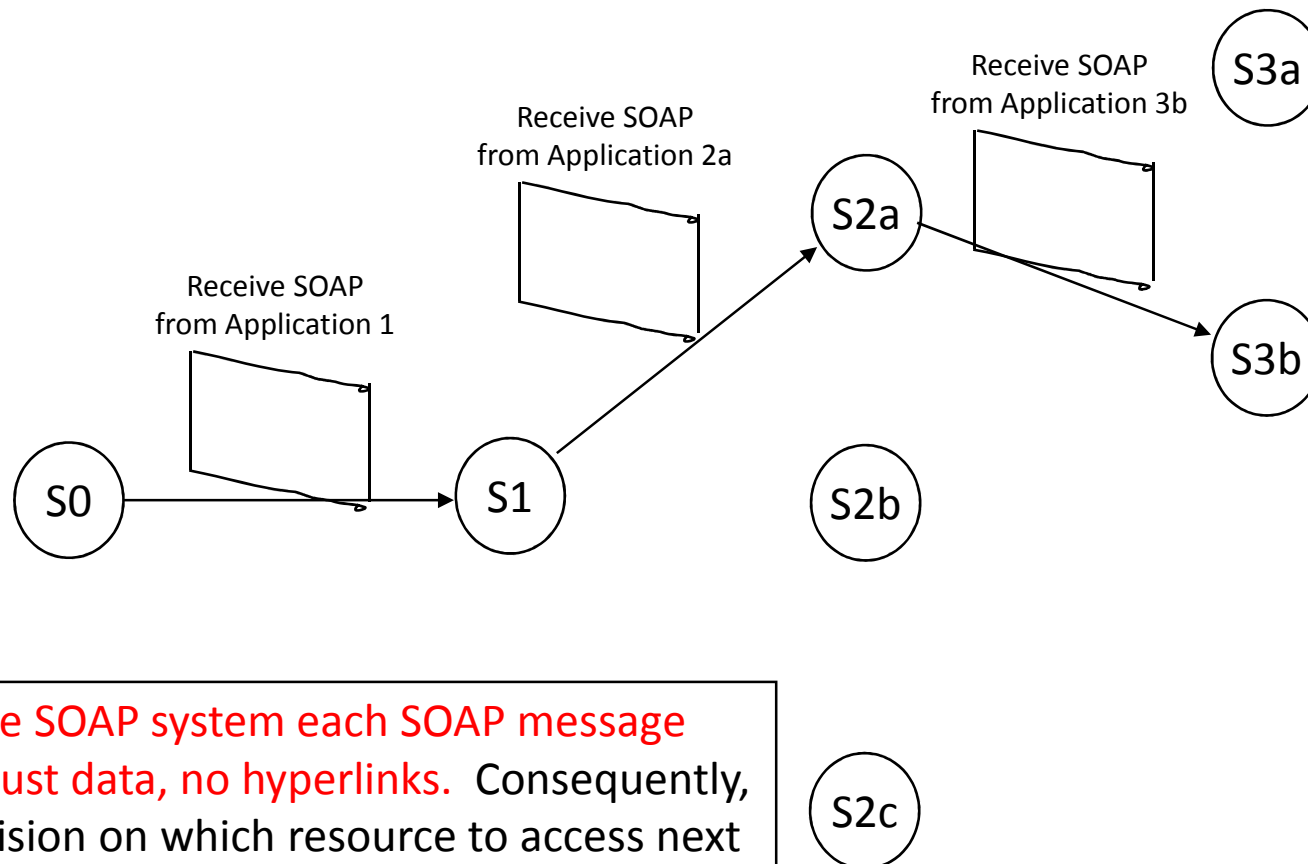 Receive SOAP
from Application 3b
S3a
Receive SOAP
from Application 2a
S2a
Receive SOAP
from Application 1
S3b
S0
S1
S2b
e SOAP system each SOAP message
ust data, no hyperlinks. Consequently,
ision on which resource to access next
S2c